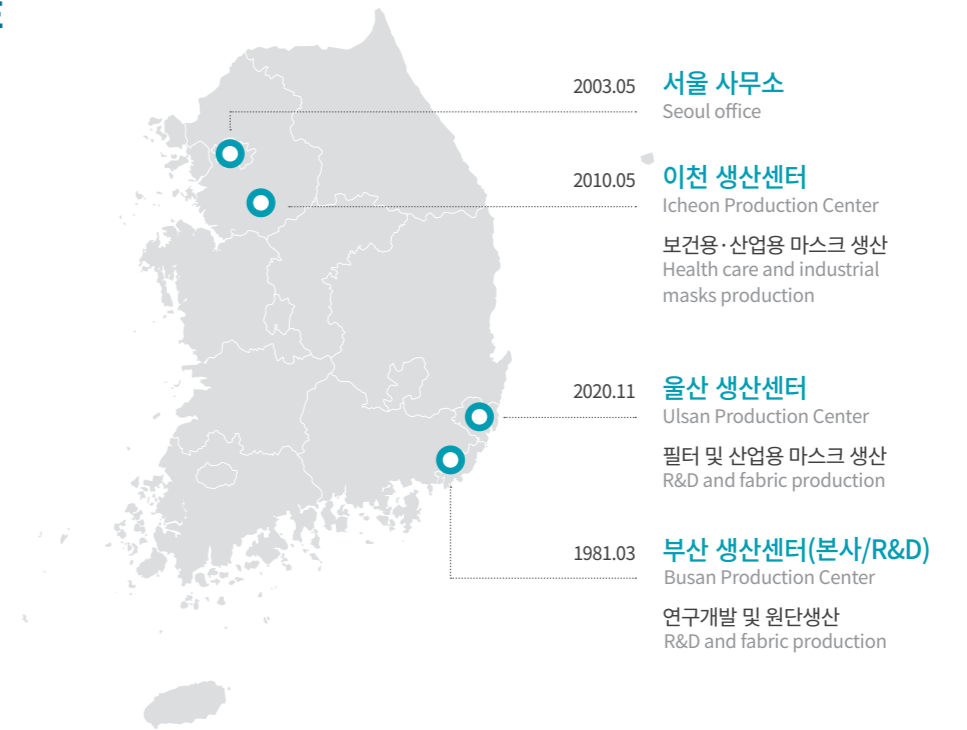 2003.05 서울 사무소
Seoul office
2010.05 이천 생산센터
Icheon Production Center
보건용·산업용 마스크 생산
Health care and industrial
masks production
2020.11 울산 생산센터
Ulsan Production Center
필터 및 산업용 마스크 생산
R&D and fabric production
1981.03 부산 생산센터(본사/R&D)
Busan Production Center
연구개발 및 원단생산
R&D and fabric production